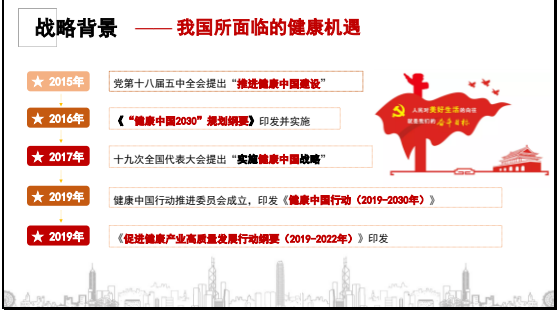 战略背景 —— 我国所面临的健康机遇
★ 2015年 党第十八届五中全会提出“推进健康中国建设”
★ 2016年 《“健康中国2030”规划纲要》印发并实施
★ 2017年 十九次全国代表大会提出“实施健康中国战略”
★ 2019年 健康中国行动推进委员会成立，印发《健康中国行动（2019-2030年）》
★ 2019年 《促进健康产业高质量发展行动纲要（2019-2022年）》印发
人民对美好生活的向往
就是我们的奋斗目标